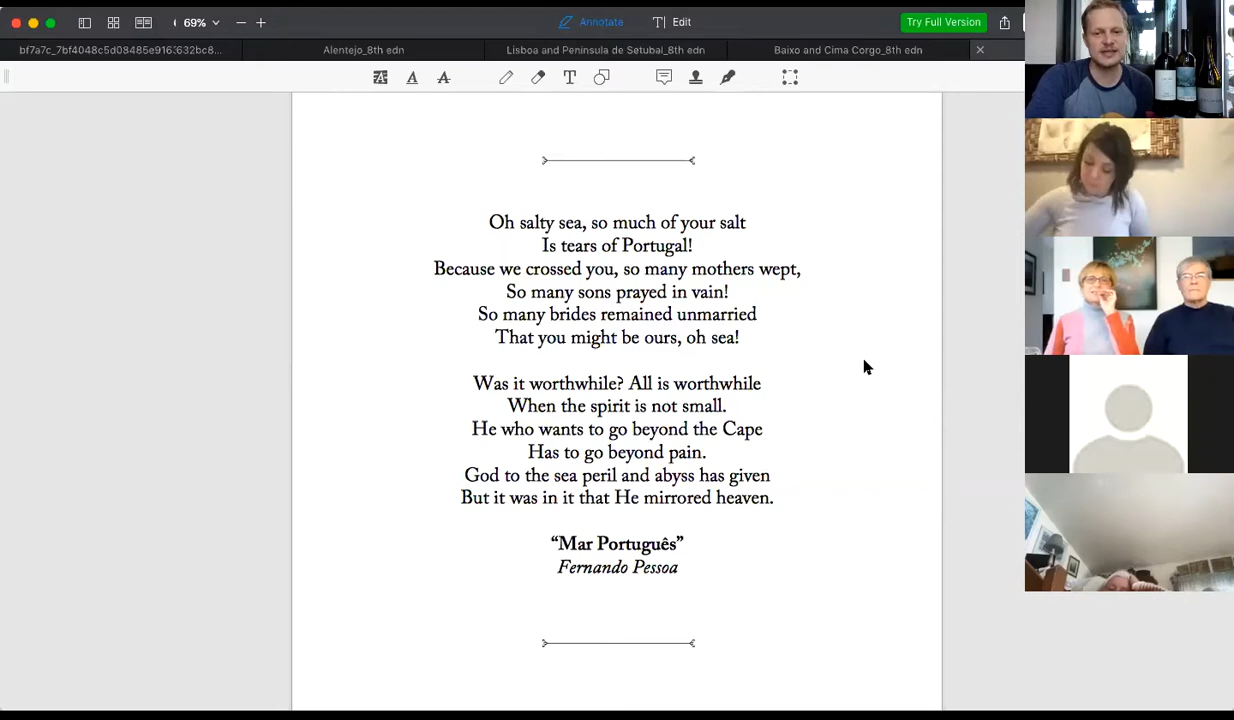 69%
Annotate
Edit
Try Full Version
bf7a7c_7bf4048c5d08485e916:632bc8...
Alentejo_8th edn
Lisboa and Peninsula de Setubal_8th edn
Baixo and Cima Corgo_8th edn
Oh salty sea, so much of your salt
Is tears of Portugal!
Because we crossed you, so many mothers wept,
So many sons prayed in vain!
So many brides remained unmarried
That you might be ours, oh sea!
Was it worthwhile? All is worthwhile
When the spirit is not small.
He who wants to go beyond the Cape
Has to go beyond pain.
God to the sea peril and abyss has given
But it was in it that He mirrored heaven.
“Mar Português”
Fernando Pessoa